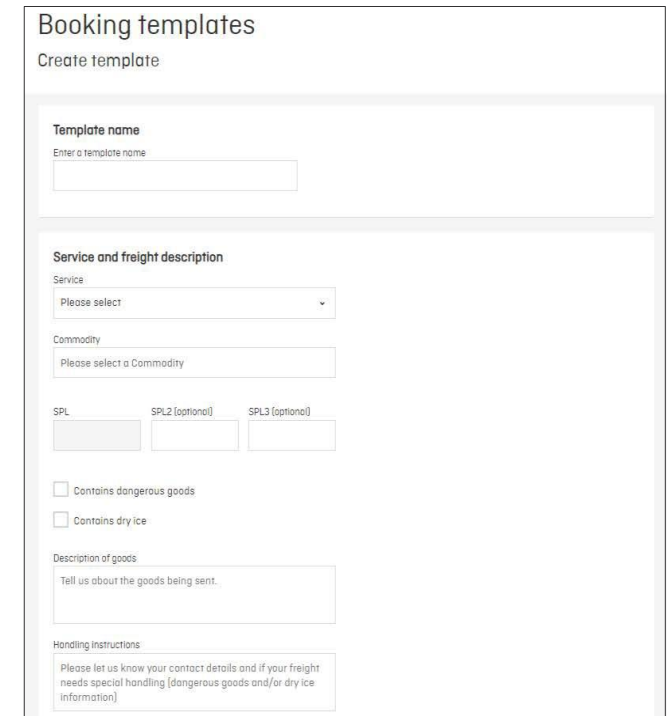 Booking templates
Create template
Template name
Enter a template name
Service and freight description
Service
Please select
Commodity
Please select a Commodity
SPL SPL2 (optional) SPL3 (optional)
Contains dangerous goods
Contains dry ice
Description of goods
Tell us about the goods being sent.
Handling instructions
Please let us know your contact details and if your freight
needs special handling (dangerous goods and/or dry ice
information)